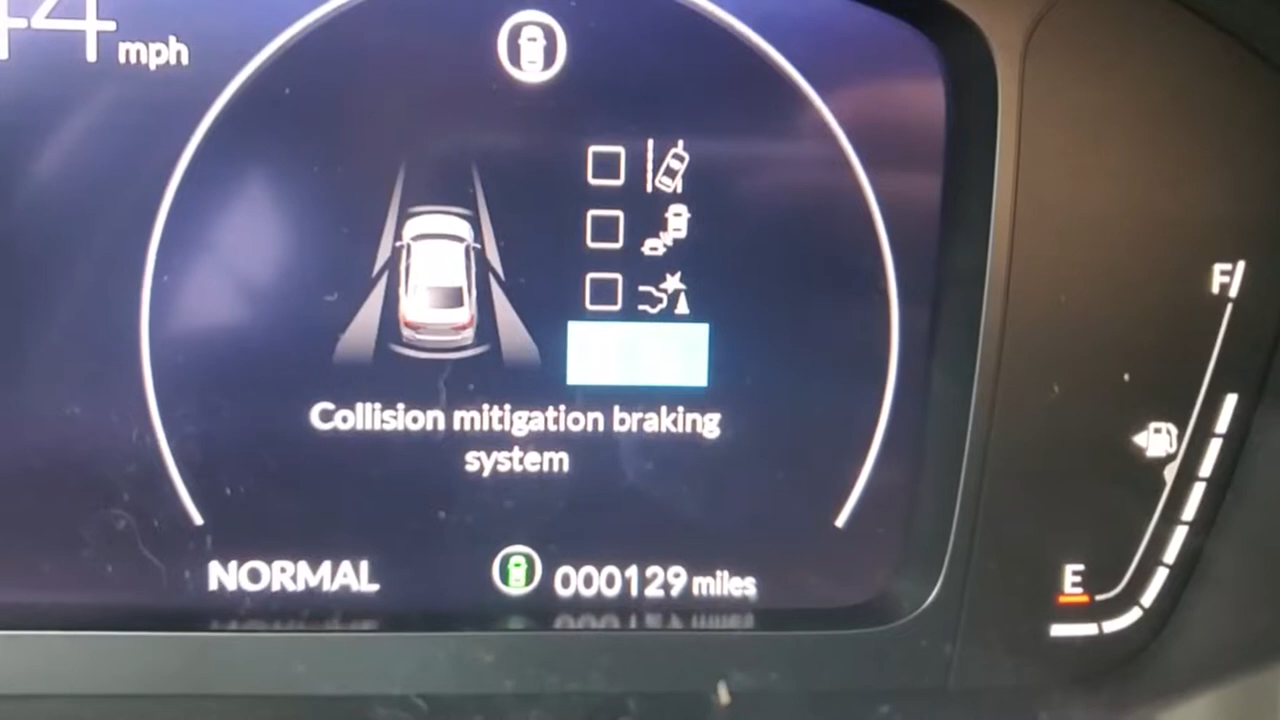 mph
F
Collision mitigation braking
system
E
NORMAL
000129 miles